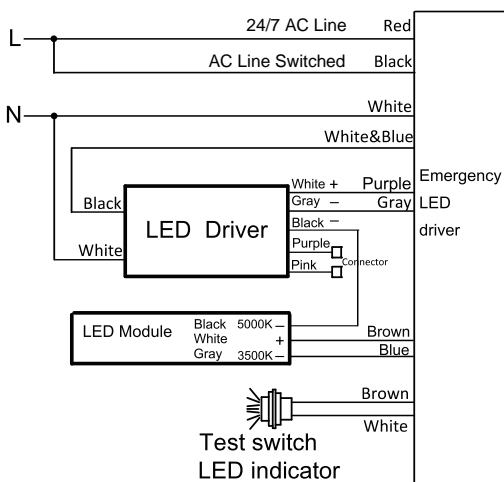 L
24/7 AC Line Red
AC Line Switched Black
N
White
White&Blue
Black
White
LED Driver
White + Purple
Gray – Gray
Black –
Purple
Pink
Connector
Emergency
LED
driver
LED Module
Black 5000K –
White +
Gray 3500K –
Brown
Blue
Brown
White
Test switch
LED indicator